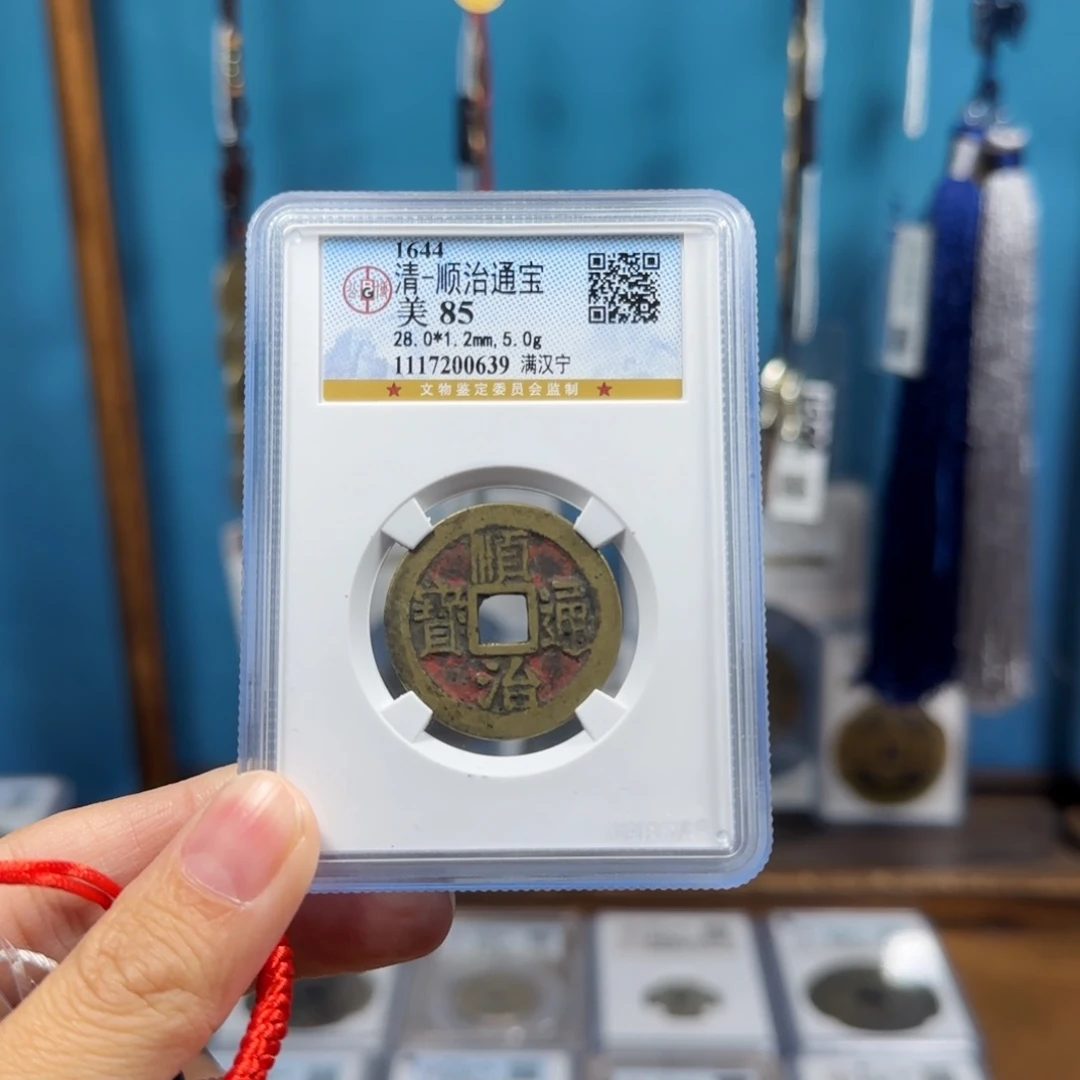 1644
清-顺治通宝
美 85
28.0*1.2mm,5.0g
1117200639 满汉宁
★ 文物鉴定委员会监制 ★
順治通寶